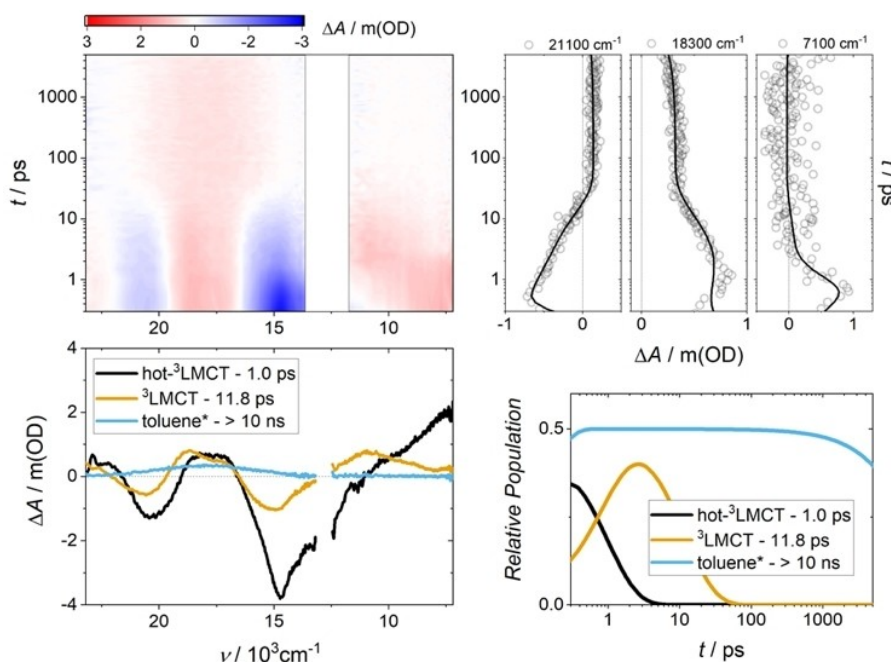 3 2 0 -2 -3 ΔA / m(OD)
t / ps
1000
100
10
1
20 15 10
21100 cm⁻¹ 18300 cm⁻¹ 7100 cm⁻¹
1000
100
10
1
t / ps
-1 0 0 1 0 1
ΔA / m(OD)
ΔA / m(OD)
4
2
0
-2
-4
hot-³LMCT - 1.0 ps
³LMCT - 11.8 ps
toluene* - > 10 ns
20 15 10
ν / 10³cm⁻¹
Relative Population
0.5
0.0
hot-³LMCT - 1.0 ps
³LMCT - 11.8 ps
toluene* - > 10 ns
1 10 100 1000
t / ps